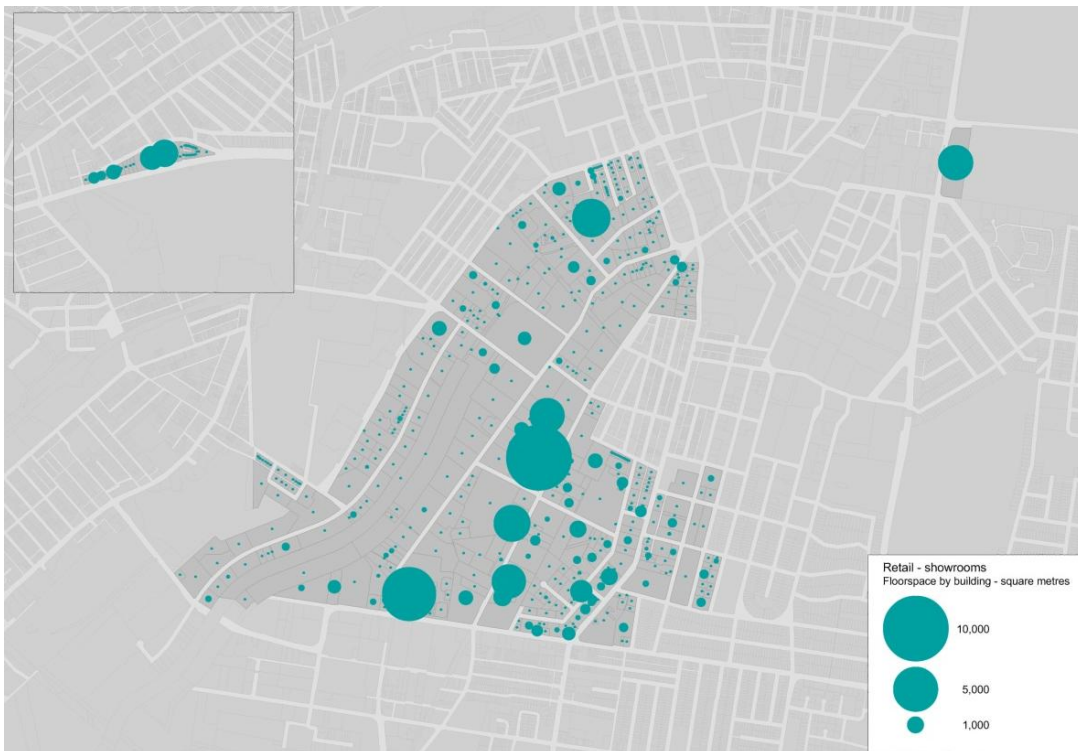 Retail - showrooms
Floorspace by building - square metres
10,000
5,000
1,000